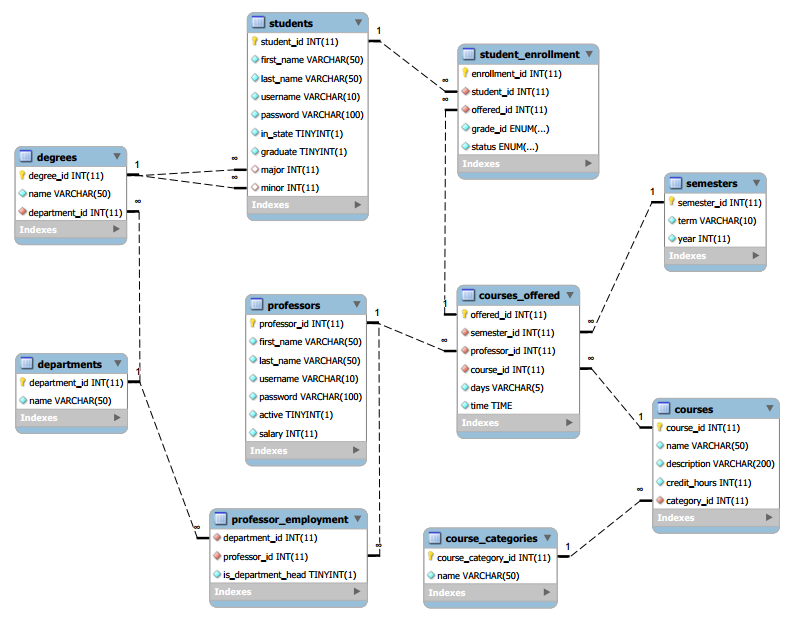 students
student_id INT(11)
first_name VARCHAR(50)
last_name VARCHAR(50)
username VARCHAR(10)
password VARCHAR(100)
in_state TINYINT(1)
graduate TINYINT(1)
major INT(11)
minor INT(11)
Indexes
student_enrollment
enrollment_id INT(11)
student_id INT(11)
offered_id INT(11)
grade_id ENUM(...)
status ENUM(...)
Indexes
degrees
degree_id INT(11)
name VARCHAR(50)
department_id INT(11)
Indexes
semesters
semester_id INT(11)
term VARCHAR(10)
year INT(11)
Indexes
professors
professor_id INT(11)
first_name VARCHAR(50)
last_name VARCHAR(50)
username VARCHAR(10)
password VARCHAR(100)
active TINYINT(1)
salary INT(11)
Indexes
courses_offered
offered_id INT(11)
semester_id INT(11)
professor_id INT(11)
course_id INT(11)
days VARCHAR(5)
time TIME
Indexes
departments
department_id INT(11)
name VARCHAR(50)
Indexes
courses
course_id INT(11)
name VARCHAR(50)
description VARCHAR(200)
credit_hours INT(11)
category_id INT(11)
Indexes
professor_employment
department_id INT(11)
professor_id INT(11)
is_department_head TINYINT(1)
Indexes
course_categories
course_category_id INT(11)
name VARCHAR(50)
Indexes
1
∞
∞
1
∞
∞
∞
1
1
∞
1
∞
1
∞
∞
∞
1
∞
1